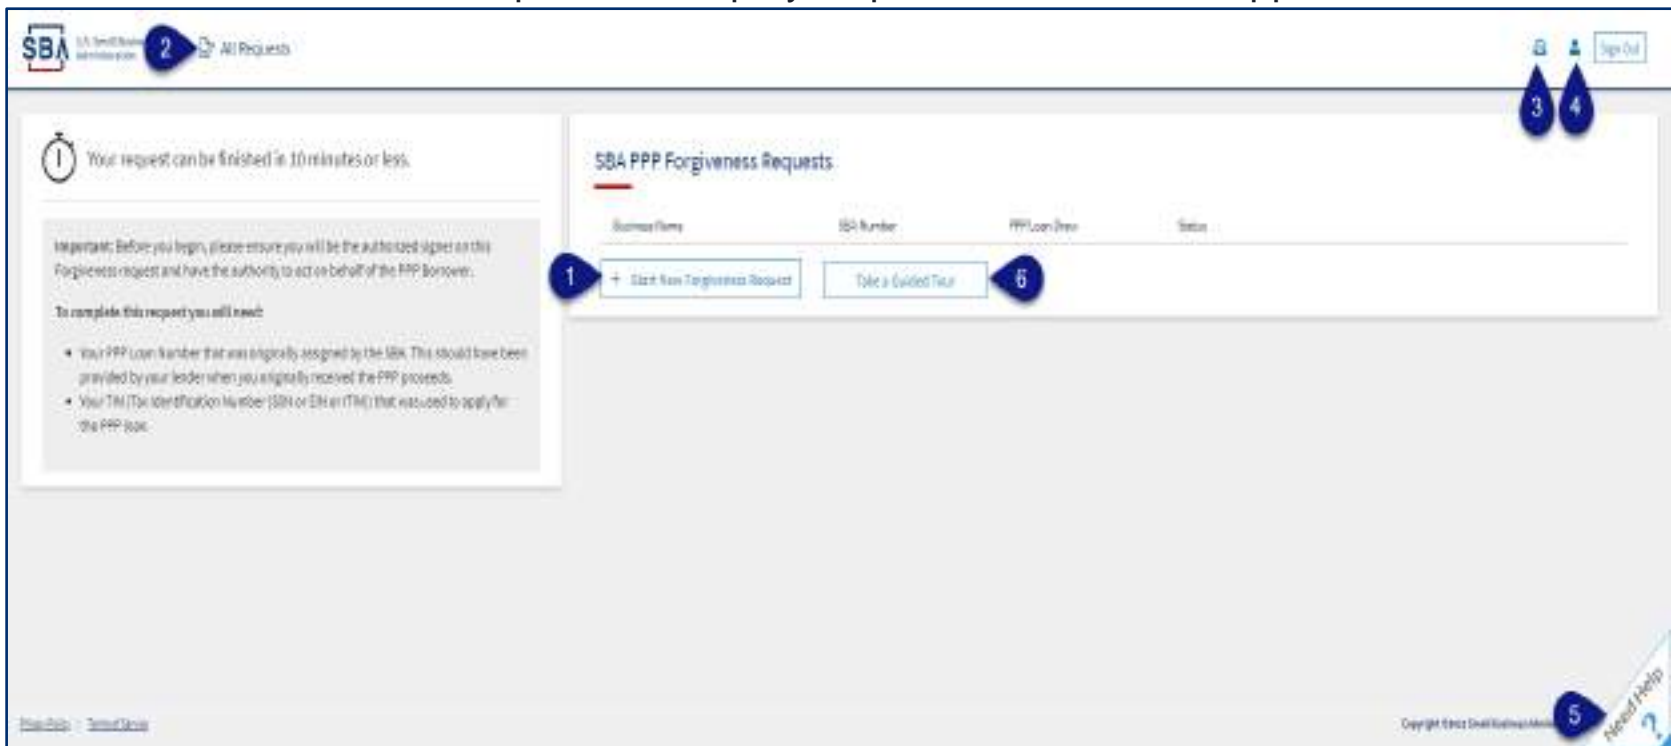 SBA U.S. Small Business Administration
2
All Requests
Sign Out
3
4
Your request can be finished in 10 minutes or less.
Important: Before you begin, please ensure you will be the authorized signer on this
Forgiveness request and have the authority to act on behalf of the PPP Borrower.
To complete this request you will need:
Your PPP Loan Number that was originally assigned by the SBA. This should have been
provided by your lender when you originally received the PPP proceeds.
Your TIN (Tax Identification Number (SSN or EIN or ITIN)) that was used to apply for
the PPP loan.
SBA PPP Forgiveness Requests
Business Name
SBA Number
PPP Loan Draw
Status
1
+ Start New Forgiveness Request
Take a Guided Tour
6
Privacy Policy | Terms of Service
Copyright Small Business
5
Need Help
?